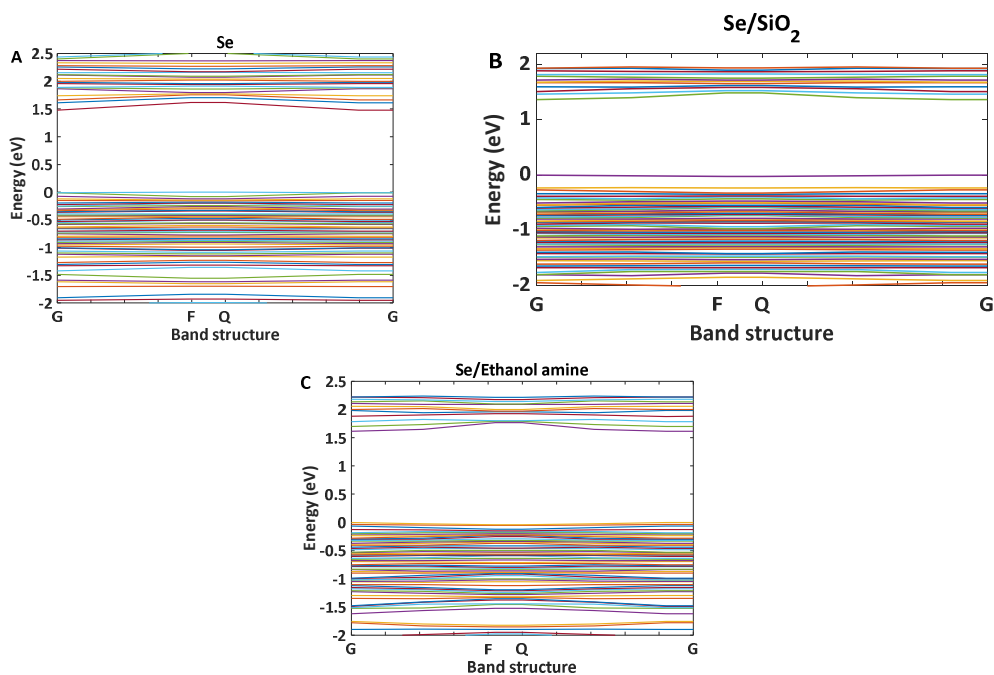 A
Se
2.5
2
1.5
1
0.5
0
-0.5
-1
-1.5
-2
Energy (eV)
G
F
Q
G
Band structure
B
Se/SiO2
2
1
0
-1
-2
Energy (eV)
G
F
Q
G
Band structure
C
Se/Ethanol amine
2.5
2
1.5
1
0.5
0
-0.5
-1
-1.5
-2
Energy (eV)
G
F
Q
G
Band structure